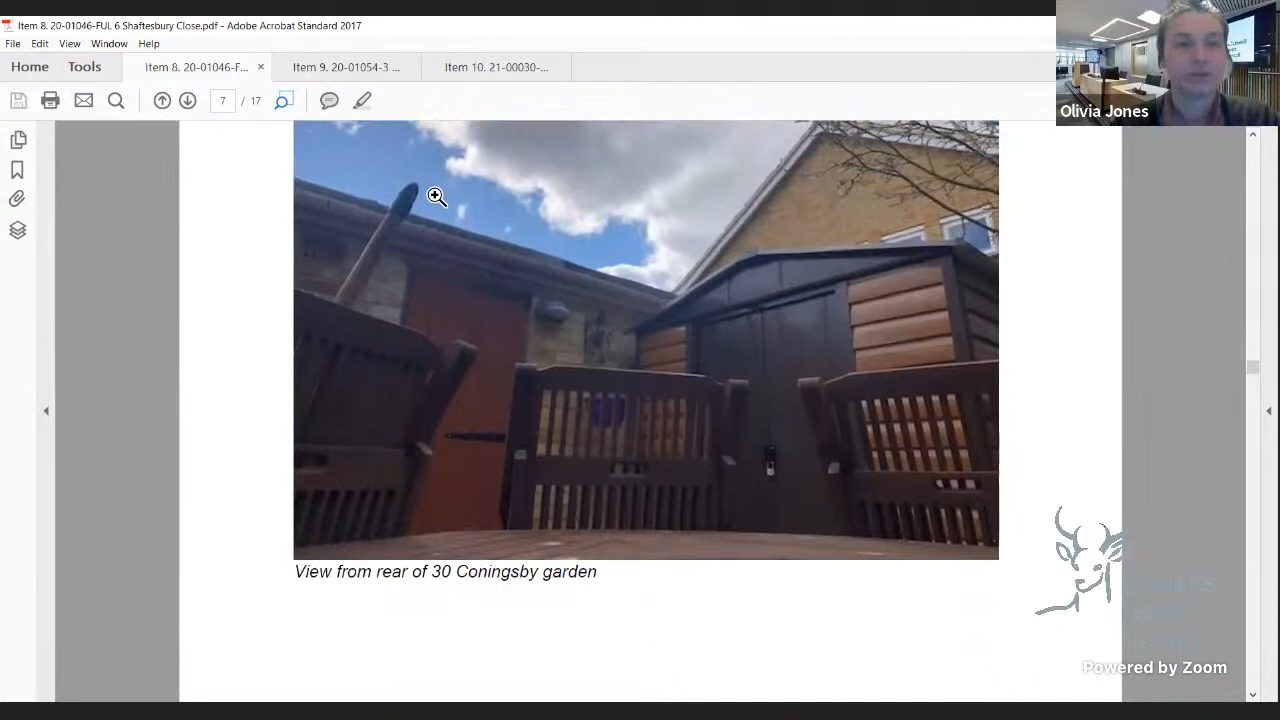 Item 8. 20-01046-FUL 6 Shaftesbury Close.pdf - Adobe Acrobat Standard 2017
File Edit View Window Help
Home Tools Item 8. 20-01046-F... × Item 9. 20-01054-3 ... Item 10. 21-00030-...
7 / 17
Olivia Jones
View from rear of 30 Coningsby garden
Powered by Zoom